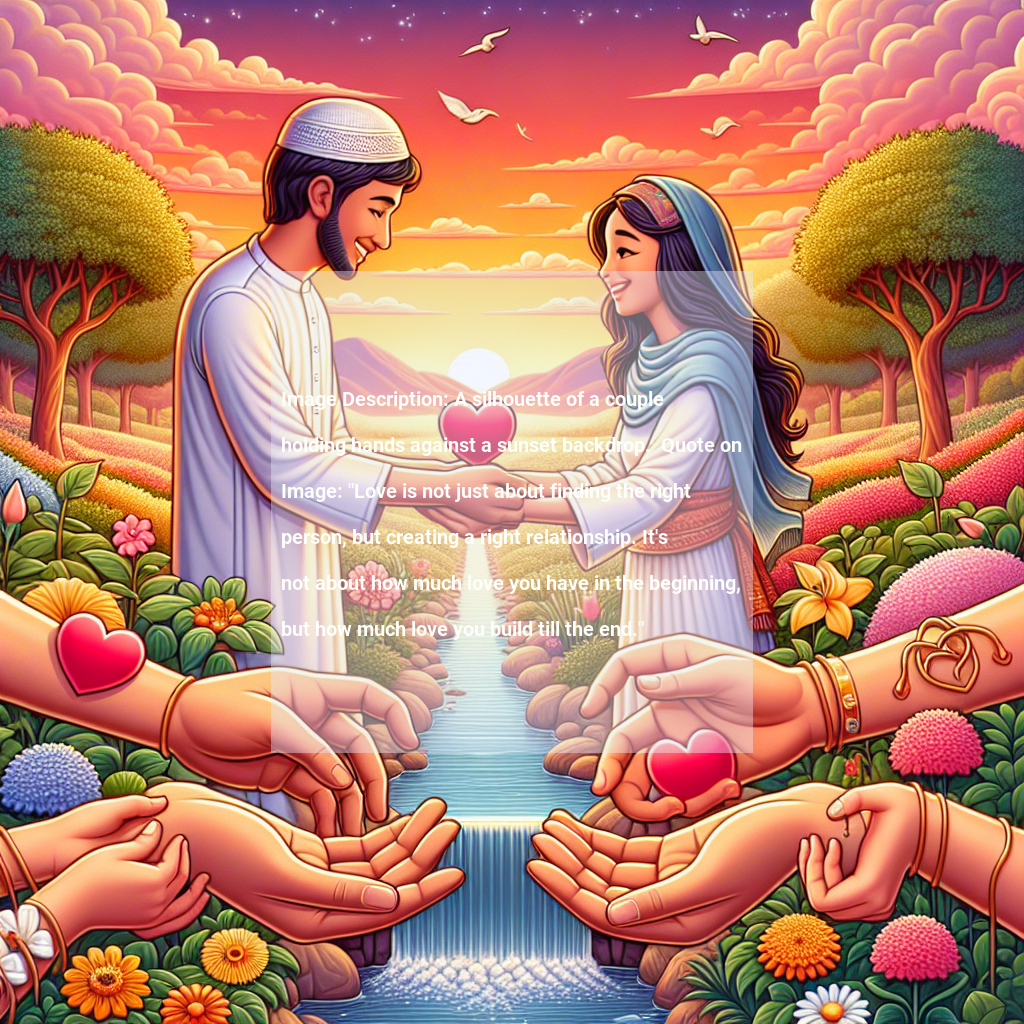 Image Description: A silhouette of a couple
holding hands against a sunset backdrop. Quote on
Image: "Love is not just about finding the right
person, but creating a right relationship. It's
not about how much love you have in the beginning,
but how much love you build till the end."